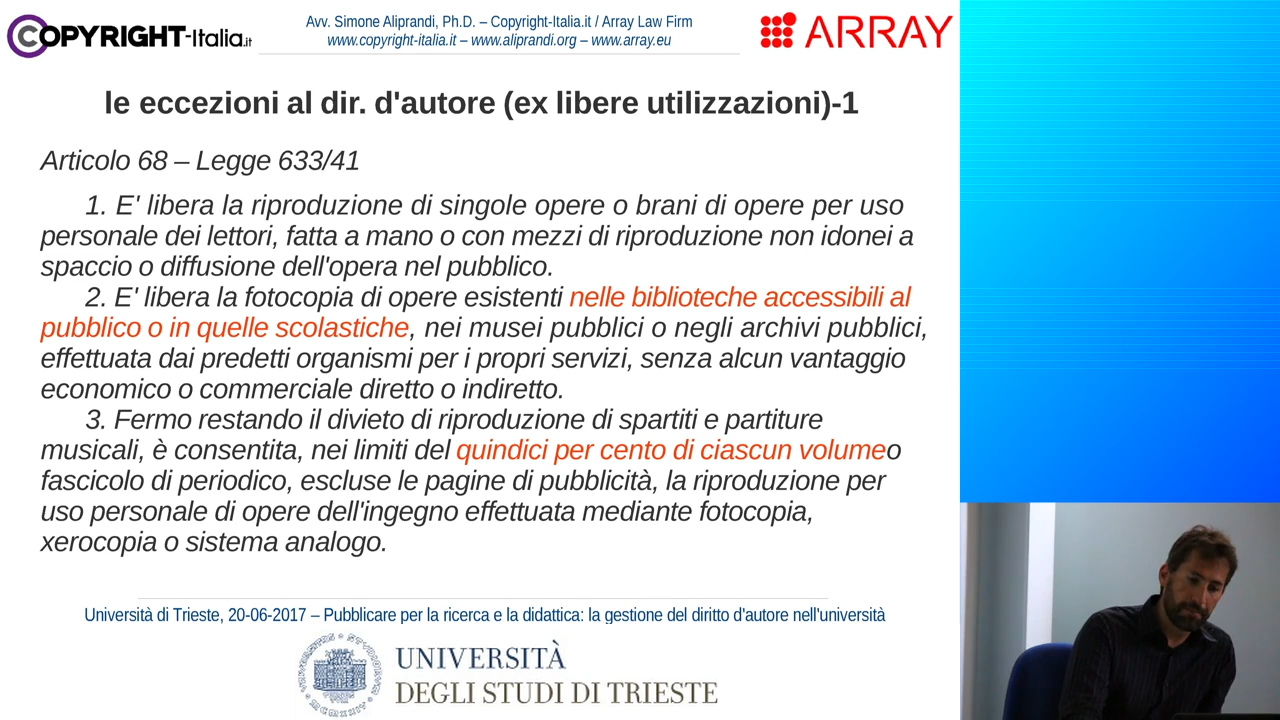 COPYRIGHT-Italia.it
Avv. Simone Aliprandi, Ph.D. – Copyright-Italia.it / Array Law Firm
www.copyright-italia.it – www.aliprandi.org – www.array.eu
ARRAY
le eccezioni al dir. d'autore (ex libere utilizzazioni)-1
Articolo 68 – Legge 633/41
1. E' libera la riproduzione di singole opere o brani di opere per uso
personale dei lettori, fatta a mano o con mezzi di riproduzione non idonei a
spaccio o diffusione dell'opera nel pubblico.
2. E' libera la fotocopia di opere esistenti nelle biblioteche accessibili al
pubblico o in quelle scolastiche, nei musei pubblici o negli archivi pubblici,
effettuata dai predetti organismi per i propri servizi, senza alcun vantaggio
economico o commerciale diretto o indiretto.
3. Fermo restando il divieto di riproduzione di spartiti e partiture
musicali, è consentita, nei limiti del quindici per cento di ciascun volumeo
fascicolo di periodico, escluse le pagine di pubblicità, la riproduzione per
uso personale di opere dell'ingegno effettuata mediante fotocopia,
xerocopia o sistema analogo.
Università di Trieste, 20-06-2017 – Pubblicare per la ricerca e la didattica: la gestione del diritto d'autore nell'università
UNIVERSITÀ
DEGLI STUDI DI TRIESTE